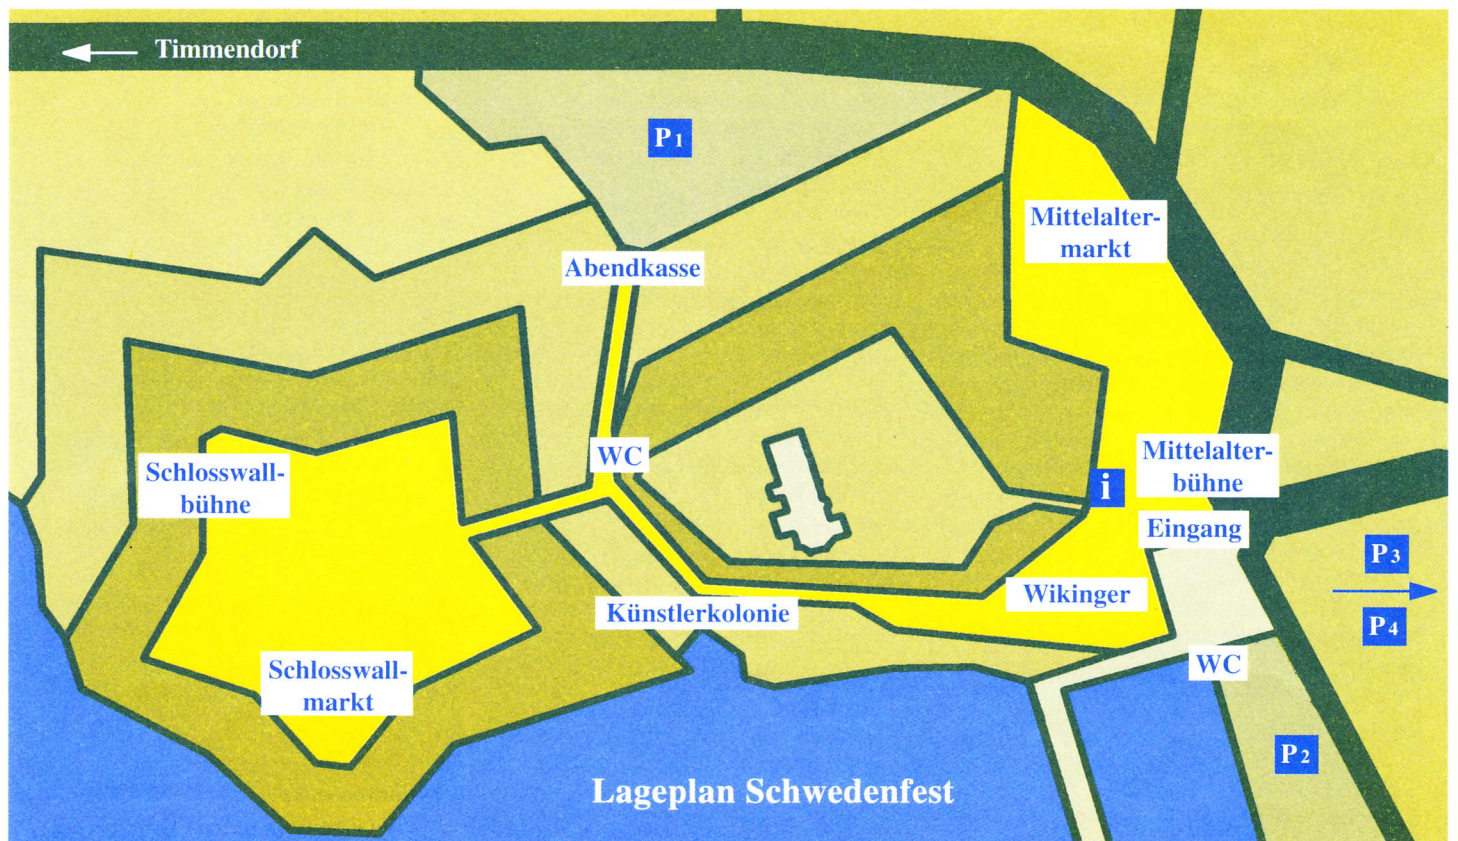 Timmendorf
P1
Mittelalter-
markt
Abendkasse
WC
Schlosswall-
bühne
Mittelalter-
bühne
i
Eingang
P3
P4
Wikinger
Künstlerkolonie
Schlosswall-
markt
WC
P2
Lageplan Schwedenfest